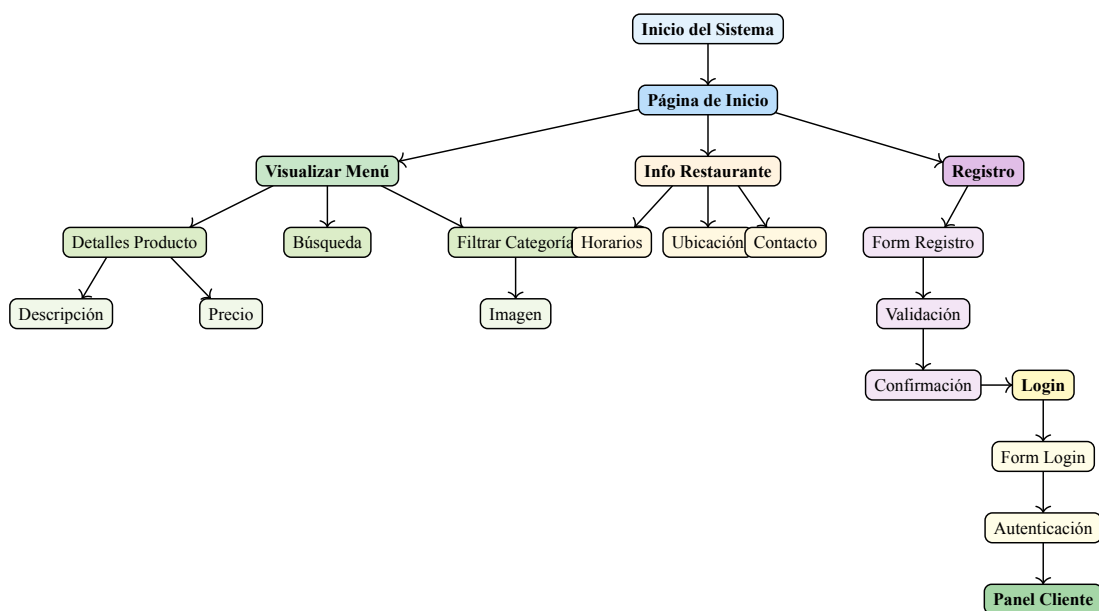 Inicio del Sistema
Página de Inicio
Visualizar Menú
Info Restaurante
Registro
Detalles Producto
Búsqueda
Filtrar Categoría
Horarios
Ubicación
Contacto
Form Registro
Descripción
Precio
Imagen
Validación
Confirmación
Login
Form Login
Autenticación
Panel Cliente